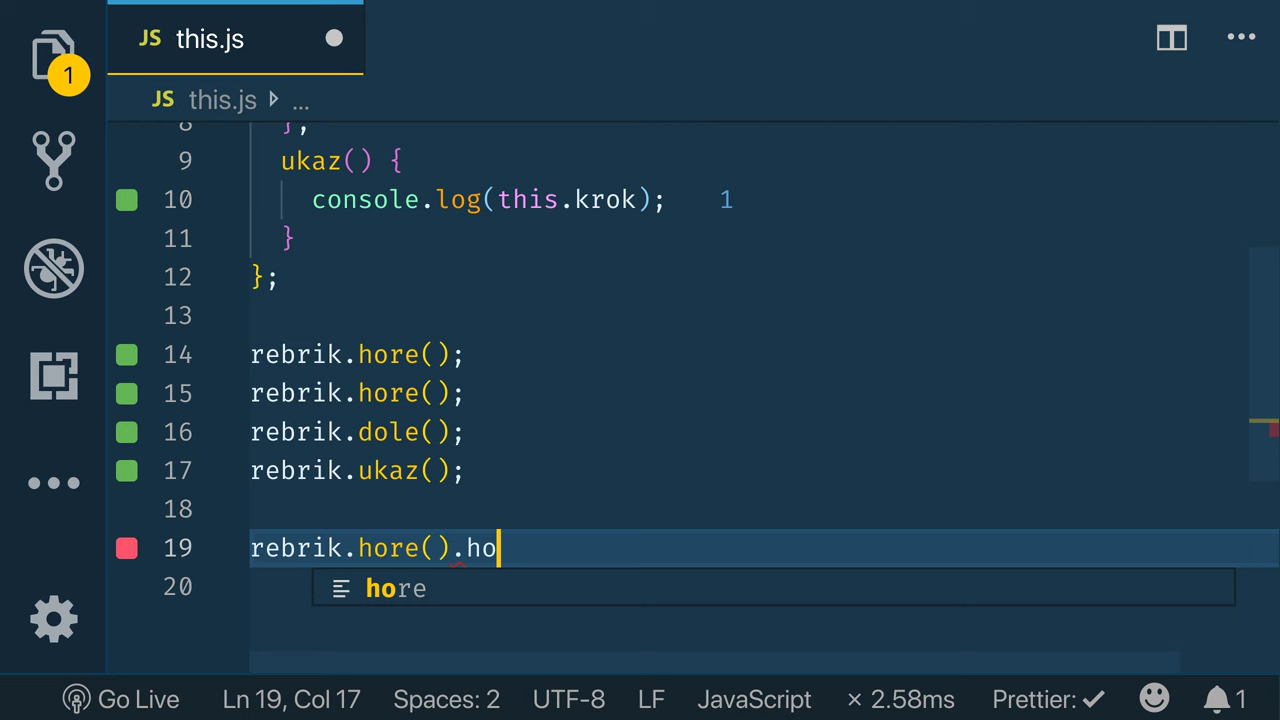 JS this.js
1
JS this.js ...
8 },
9 ukaz() {
10 console.log(this.krok); 1
11 }
12 };
13
14 rebrik.hore();
15 rebrik.hore();
16 rebrik.dole();
17 rebrik.ukaz();
18
19 rebrik.hore().ho
hore
20
Go Live Ln 19, Col 17 Spaces: 2 UTF-8 LF JavaScript × 2.58ms Prettier: ✓ 1